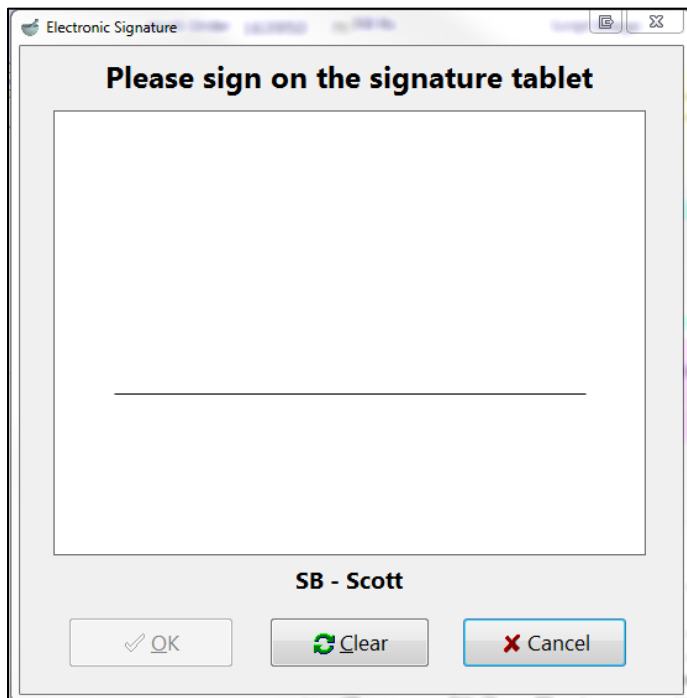 Electronic Signature
Please sign on the signature tablet
SB - Scott
OK
Clear
Cancel